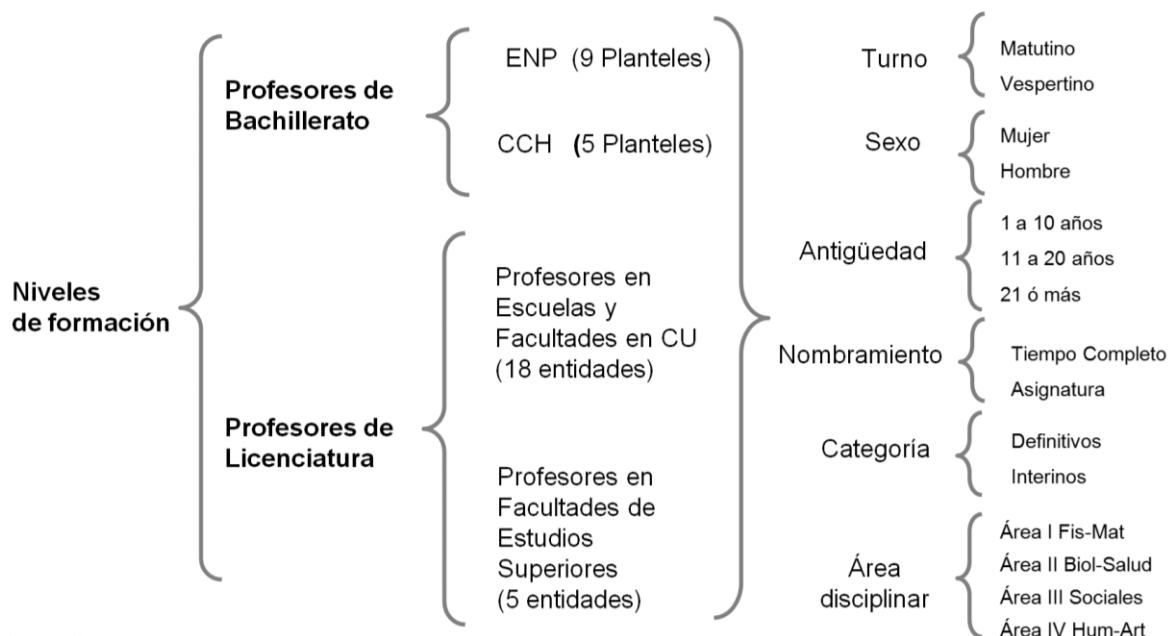 Niveles
de formación
Profesores de
Bachillerato
ENP (9 Planteles)
CCH (5 Planteles)
Profesores de
Licenciatura
Profesores en
Escuelas y
Facultades en CU
(18 entidades)
Profesores en
Facultades de
Estudios
Superiores
(5 entidades)
Turno
Matutino
Vespertino
Sexo
Mujer
Hombre
Antigüedad
1 a 10 años
11 a 20 años
21 ó más
Nombramiento
Tiempo Completo
Asignatura
Categoría
Definitivos
Interinos
Área
disciplinar
Área I Fis-Mat
Área II Biol-Salud
Área III Sociales
Área IV Hum-Art